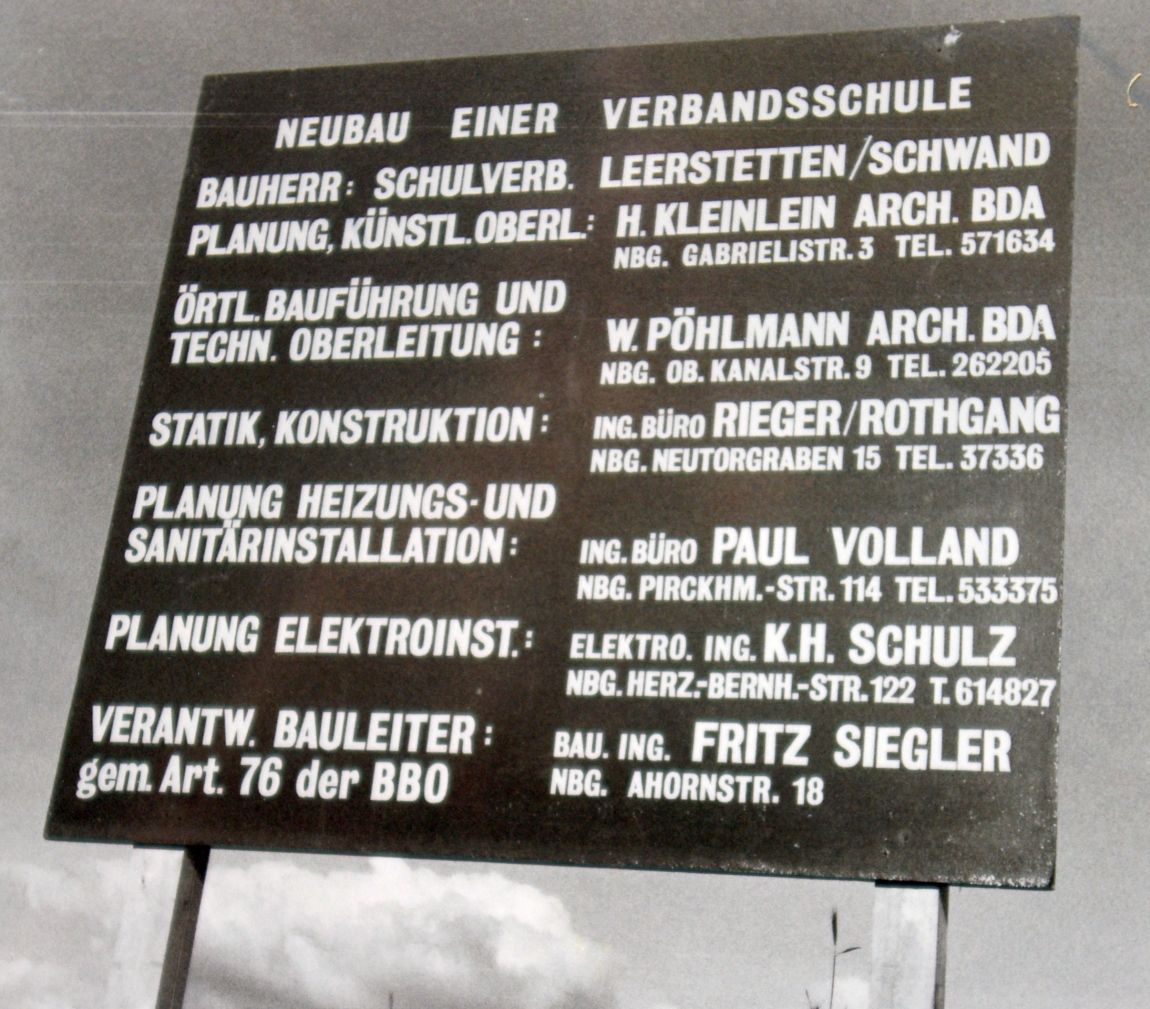 NEUBAU EINER VERBANDSSCHULE
BAUHERR: SCHULVERB. LEERSTETTEN/SCHWAND
PLANUNG, KÜNSTL. OBERL.: H. KLEINLEIN ARCH. BDA
NBG. GABRIELISTR. 3 TEL. 571634
ÖRTL. BAUFÜHRUNG UND
TECHN. OBERLEITUNG: W. PÖHLMANN ARCH. BDA
NBG. OB. KANALSTR. 9 TEL. 262205
STATIK, KONSTRUKTION: ING. BÜRO RIEGER/ROTHGANG
NBG. NEUTORGRABEN 15 TEL. 37336
PLANUNG HEIZUNGS- UND
SANITÄRINSTALLATION: ING. BÜRO PAUL VOLLAND
NBG. PIRCKHM.-STR. 114 TEL. 533375
PLANUNG ELEKTROINST.: ELEKTRO. ING. K.H. SCHULZ
NBG. HERZ.-BERNH.-STR. 122 T. 614827
VERANTW. BAULEITER: BAU. ING. FRITZ SIEGLER
gem. Art. 76 der BBO NBG. AHORNSTR. 18